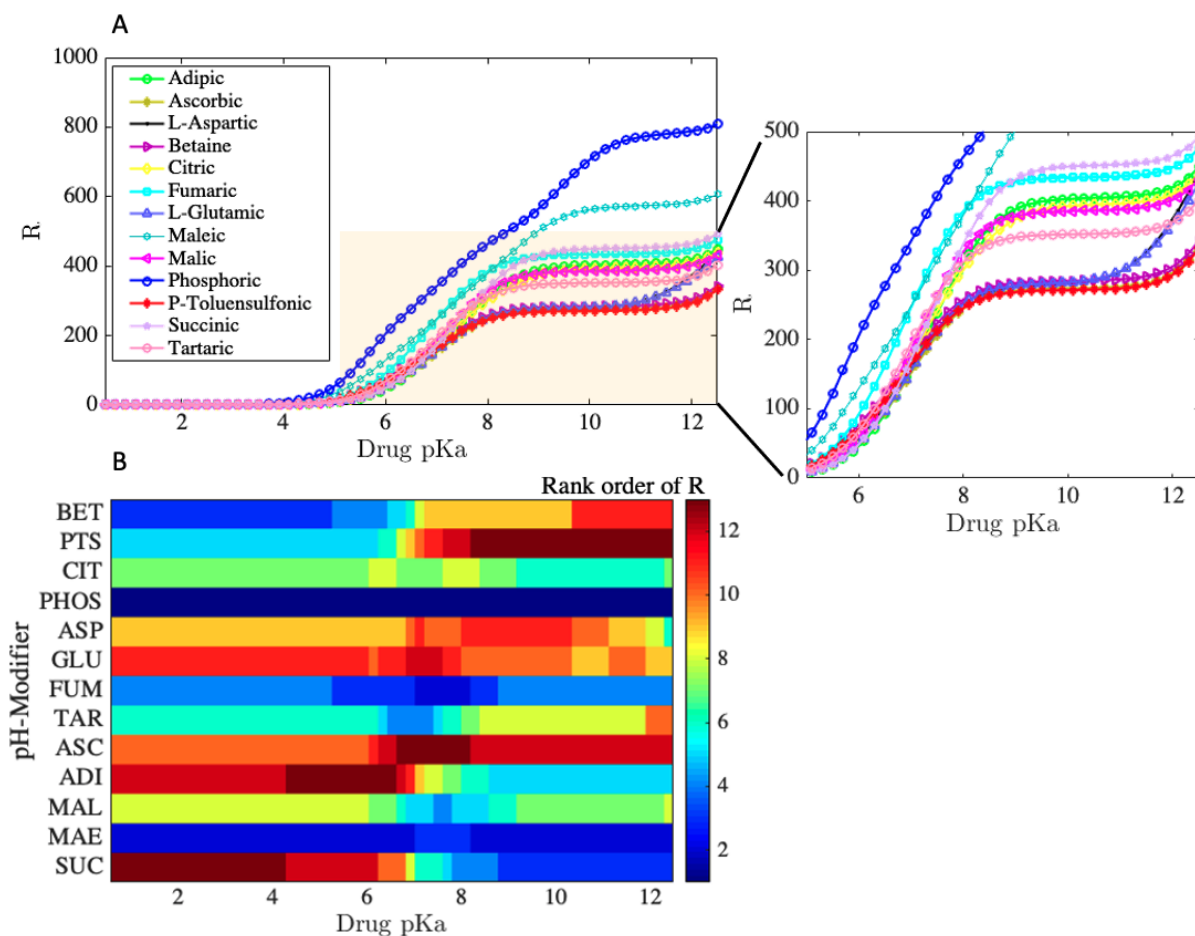 A
1000
800
600
400
200
0
R
2
4
6
8
10
12
Drug pKa
Adipic
Ascorbic
L-Aspartic
Betaine
Citric
Fumaric
L-Glutamic
Maleic
Malic
Phosphoric
P-Toluensulfonic
Succinic
Tartaric
500
400
300
200
100
0
R
6
8
10
12
Drug pKa
B
Rank order of R
BET
PTS
CIT
PHOS
ASP
GLU
FUM
TAR
ASC
ADI
MAL
MAE
SUC
pH-Modifier
2
4
6
8
10
12
Drug pKa
12
10
8
6
4
2